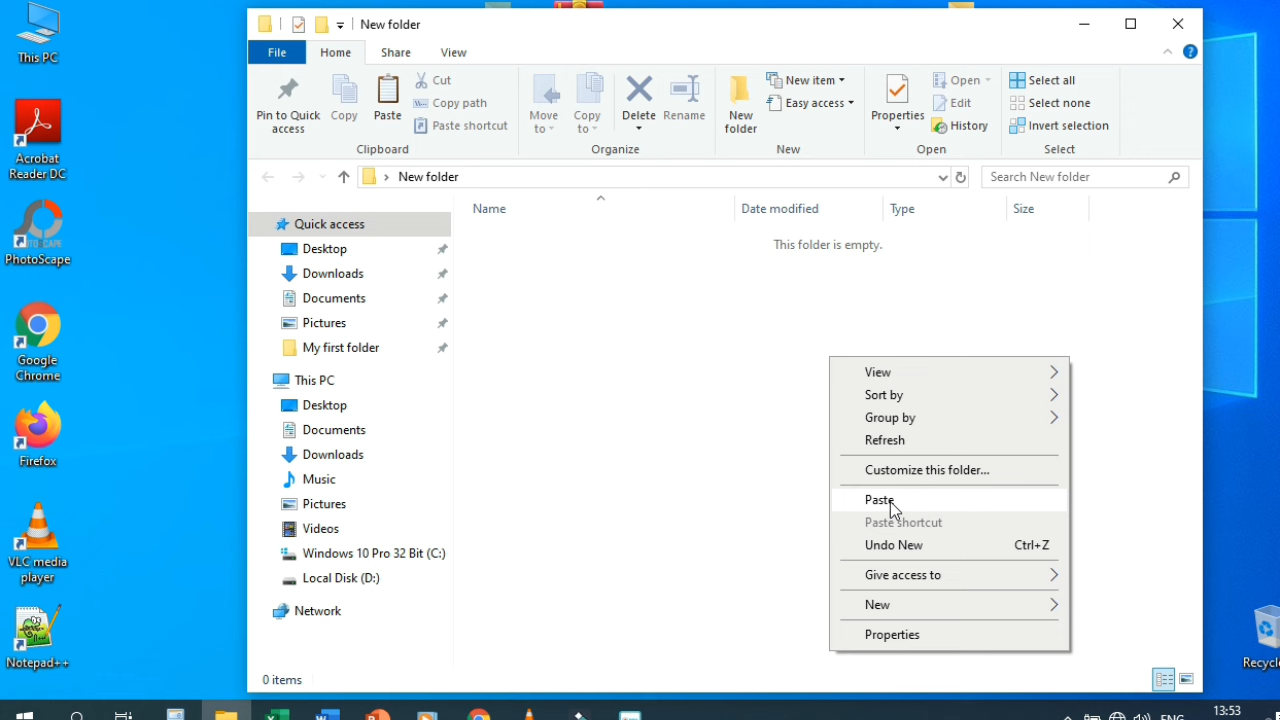 This PC
Acrobat
Reader DC
PhotoScape
Google
Chrome
Firefox
VLC media
player
Notepad++
New folder
File
Home
Share
View
Pin to Quick
access
Copy
Paste
Cut
Copy path
Paste shortcut
Clipboard
Move
to
Copy
to
Delete
Rename
Organize
New
folder
New item
Easy access
New
Properties
Open
Edit
History
Open
Select all
Select none
Invert selection
Select
New folder
Search New folder
Name
Date modified
Type
Size
This folder is empty.
Quick access
Desktop
Downloads
Documents
Pictures
My first folder
This PC
Desktop
Documents
Downloads
Music
Pictures
Videos
Windows 10 Pro 32 Bit (C:)
Local Disk (D:)
Network
View
Sort by
Group by
Refresh
Customize this folder...
Paste
Paste shortcut
Undo New Ctrl+Z
Give access to
New
Properties
0 items
Recycle
13:53
ENG